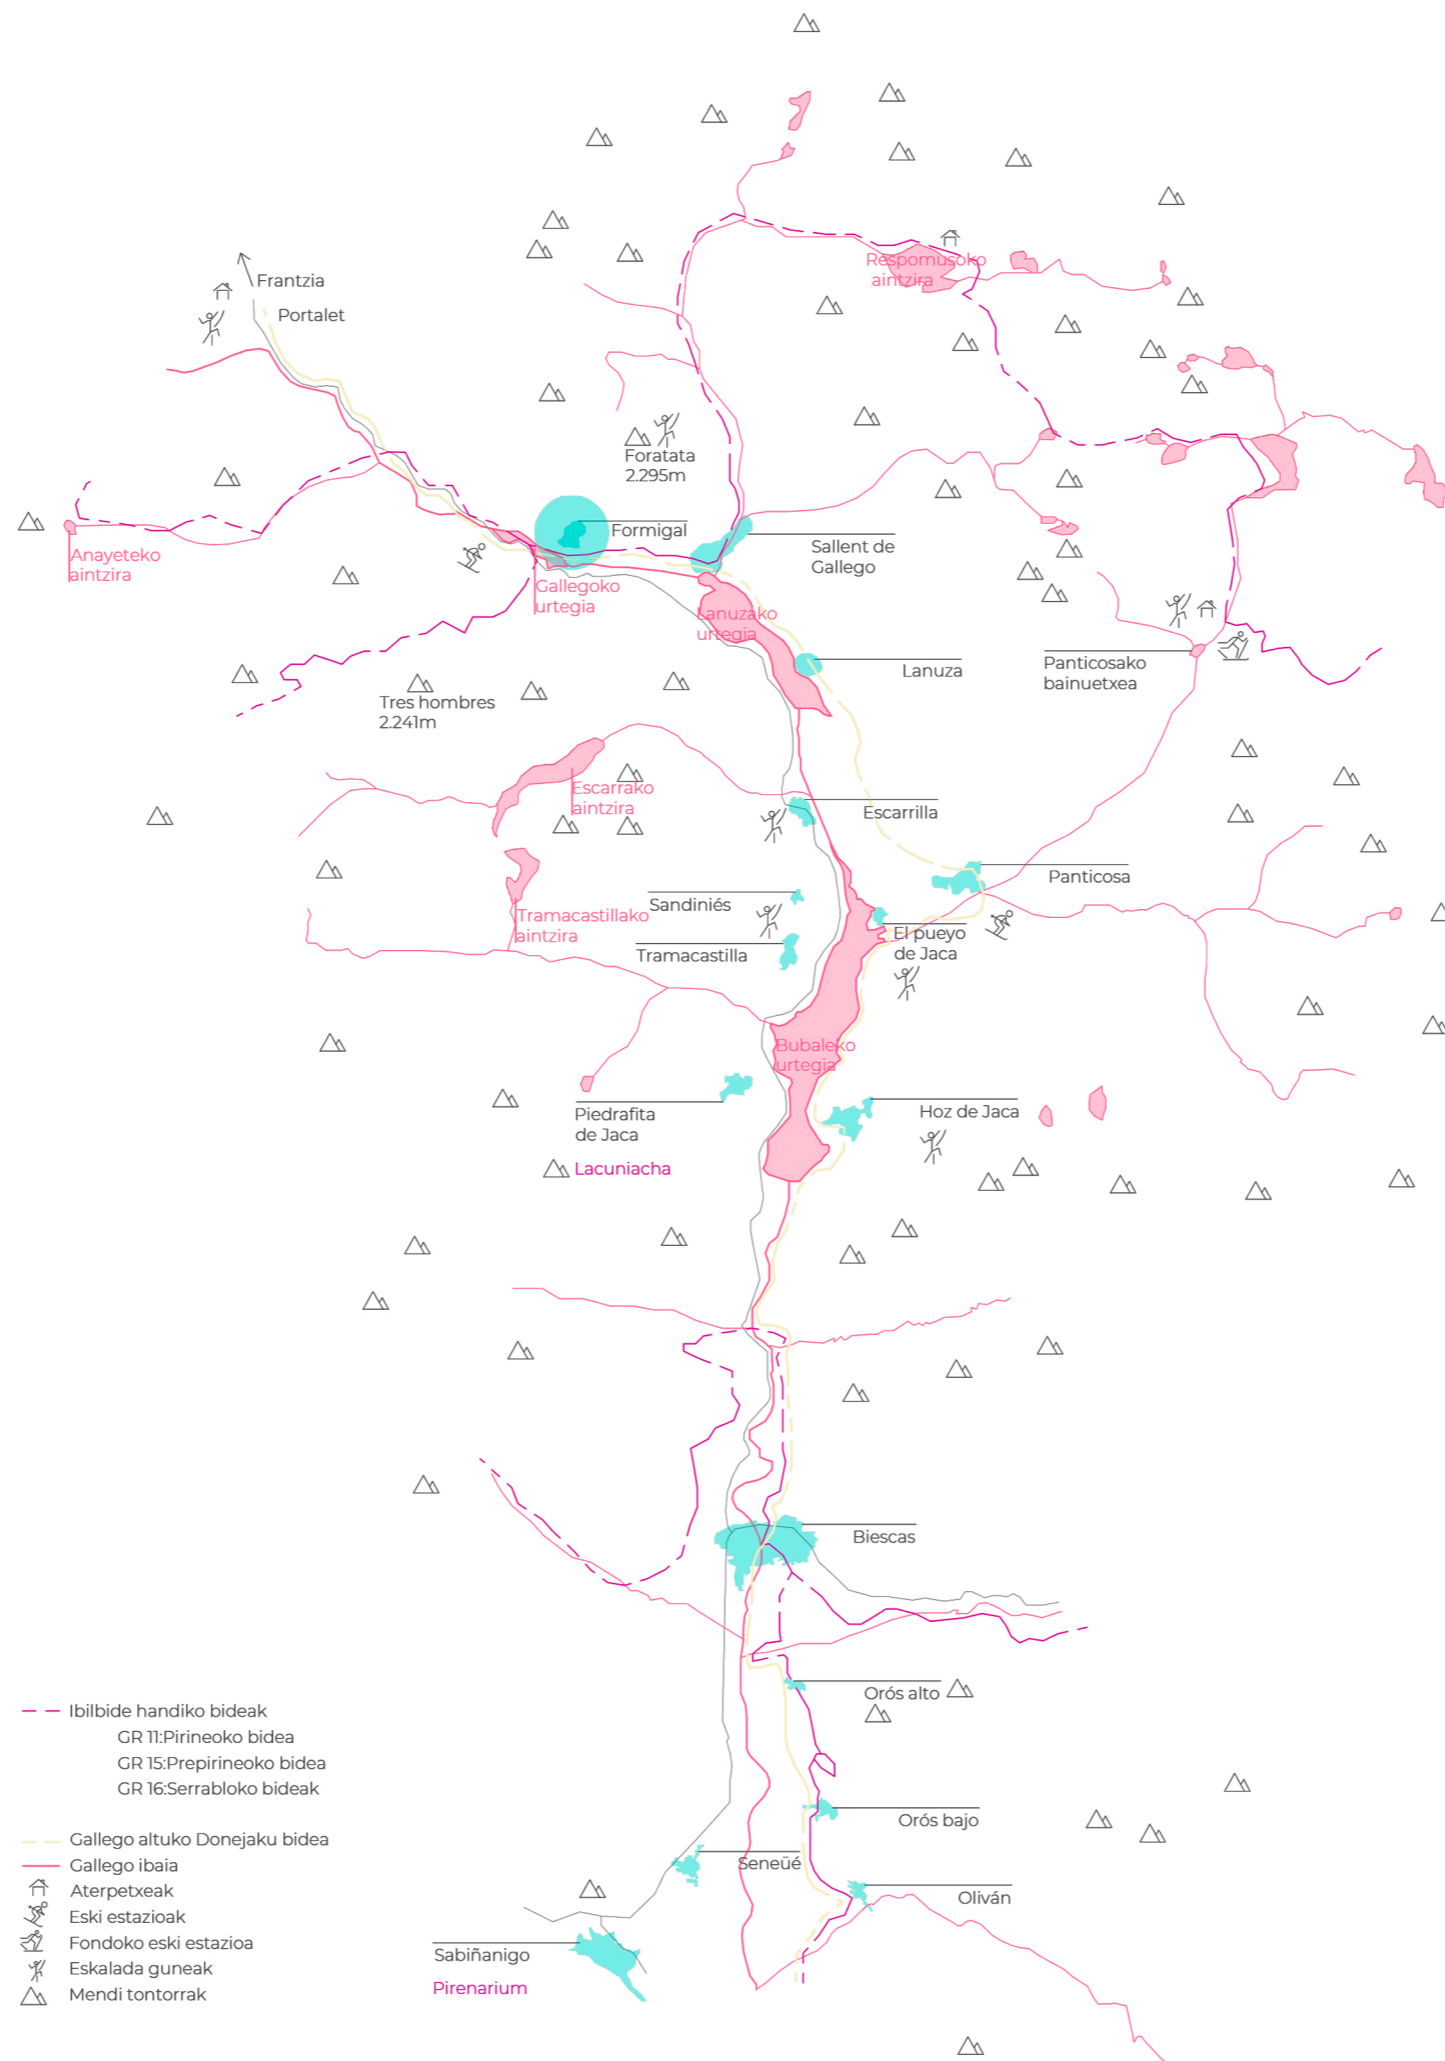 Frantzia
Portalet
Respomusoko
aintzira
Foratata
2.295m
Formigal
Sallent de
Gallego
Anayeteko
aintzira
Gallegoko
urtegia
Lanuzako
urtegia
Lanuza
Panticosako
bainuetxea
Tres hombres
2.241m
Escarrako
aintzira
Escarrilla
Panticosa
Sandiniés
Tramacastillako
aintzira
El pueyo
de Jaca
Tramacastilla
Bubaleko
urtegia
Piedrafita
de Jaca
Hoz de Jaca
Lacuniacha
Biescas
Orós alto
Orós bajo
Seneüé
Oliván
Sabiñanigo
Pirenarium
Ibilbide handiko bideak
GR 11:Pirineoko bidea
GR 15:Prepirineoko bidea
GR 16:Serrabloko bideak
Gallego altuko Donejaku bidea
Gallego ibaia
Aterpetxeak
Eski estazioak
Fondoko eski estazioa
Eskalada guneak
Mendi tontorrak